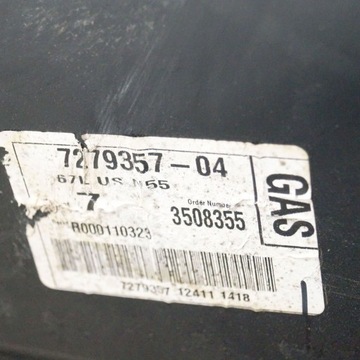 7279357-04
67L US N55
7
Order Number
3508355
R000110323
7279357 12411 1418
GAS